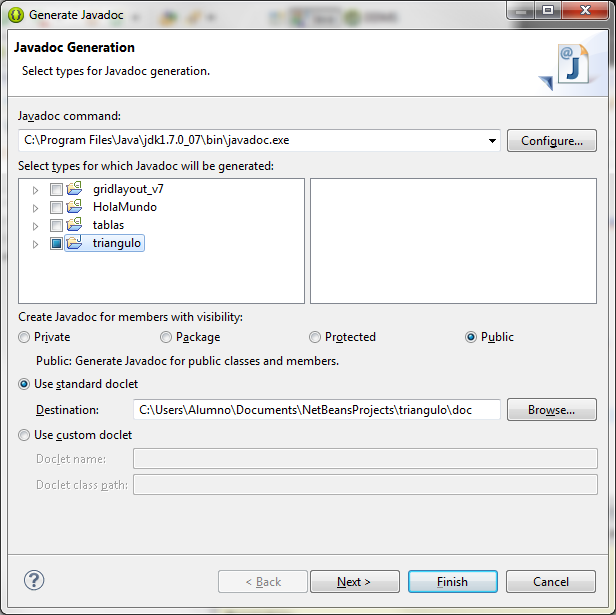 Generate Javadoc
Javadoc Generation
Select types for Javadoc generation.
Javadoc command:
C:\Program Files\Java\jdk1.7.0_07\bin\javadoc.exe
Configure...
Select types for which Javadoc will be generated:
gridlayout_v7
HolaMundo
tablas
triangulo
Create Javadoc for members with visibility:
Private Package Protected Public
Public: Generate Javadoc for public classes and members.
Use standard doclet
Destination: C:\Users\Alumno\Documents\NetBeansProjects\triangulo\doc Browse...
Use custom doclet
Doclet name:
Doclet class path:
< Back Next > Finish Cancel